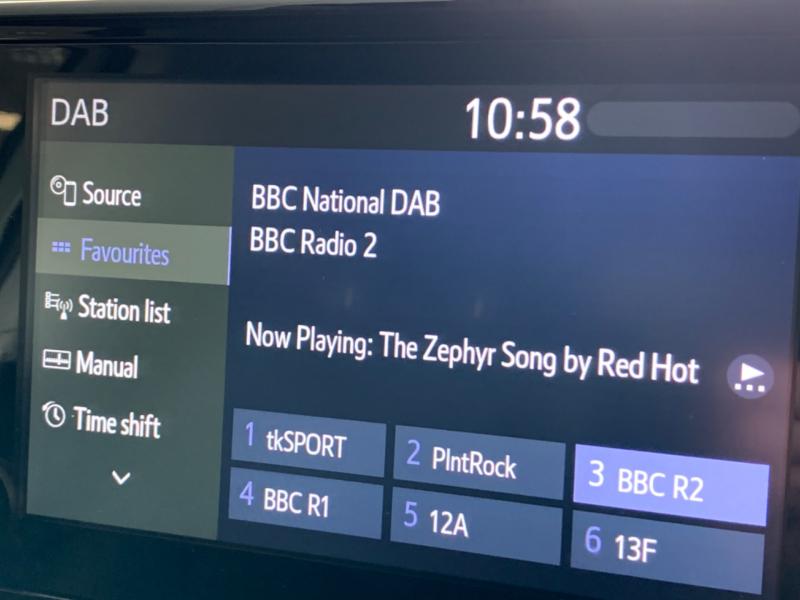 DAB
10:58
Source
Favourites
Station list
Manual
Time shift
BBC National DAB
BBC Radio 2
Now Playing: The Zephyr Song by Red Hot
1 tkSPORT
2 PlntRock
3 BBC R2
4 BBC R1
5 12A
6 13F